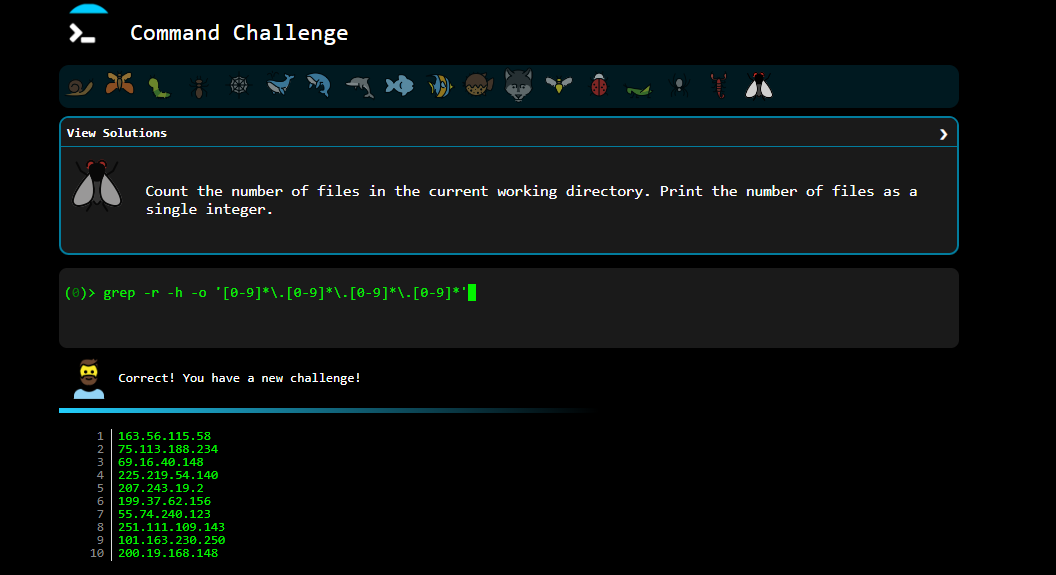 Command Challenge
View Solutions
Count the number of files in the current working directory. Print the number of files as a
single integer.
(0)> grep -r -h -o '[0-9]*\.[0-9]*\.[0-9]*\.[0-9]*'
Correct! You have a new challenge!
1 163.56.115.58
2 75.113.188.234
3 69.16.40.148
4 225.219.54.140
5 207.243.19.2
6 199.37.62.156
7 55.74.240.123
8 251.111.109.143
9 101.163.230.250
10 200.19.168.148